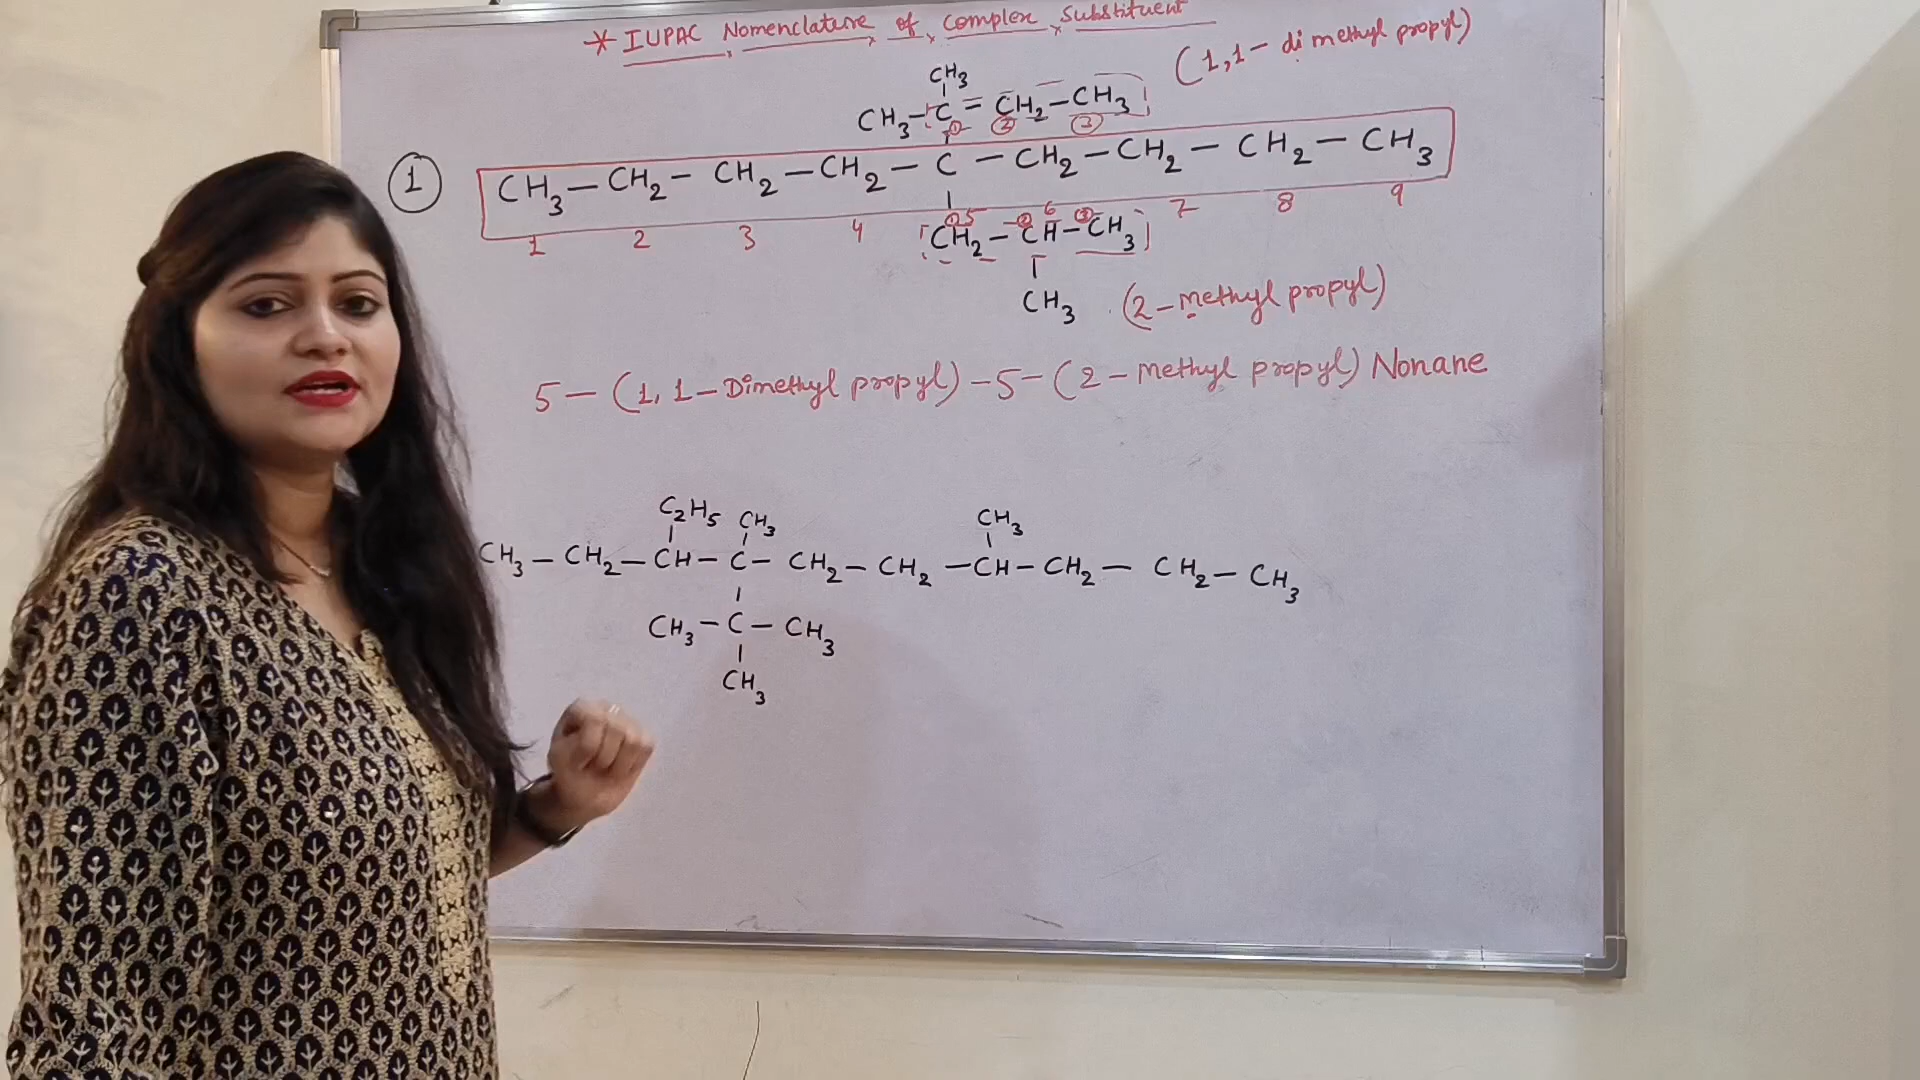 * IUPAC Nomenclature of Complex Substituent
(1,1- di methyl propyl)
CH3
CH3-C-CH2-CH3
① ② ③
①
CH3-CH2-CH2-CH2-C-CH2-CH2-CH2-CH3
1 2 3 4 5 6 7 8 9
① ② ③
CH2-CH-CH3
CH3
(2-methyl propyl)
5-(1,1-Dimethyl propyl)-5-(2-methyl propyl) Nonane
C2H5 CH3 CH3
CH3-CH2-CH-C-CH2-CH2-CH-CH2-CH2-CH3
CH3-C-CH3
CH3